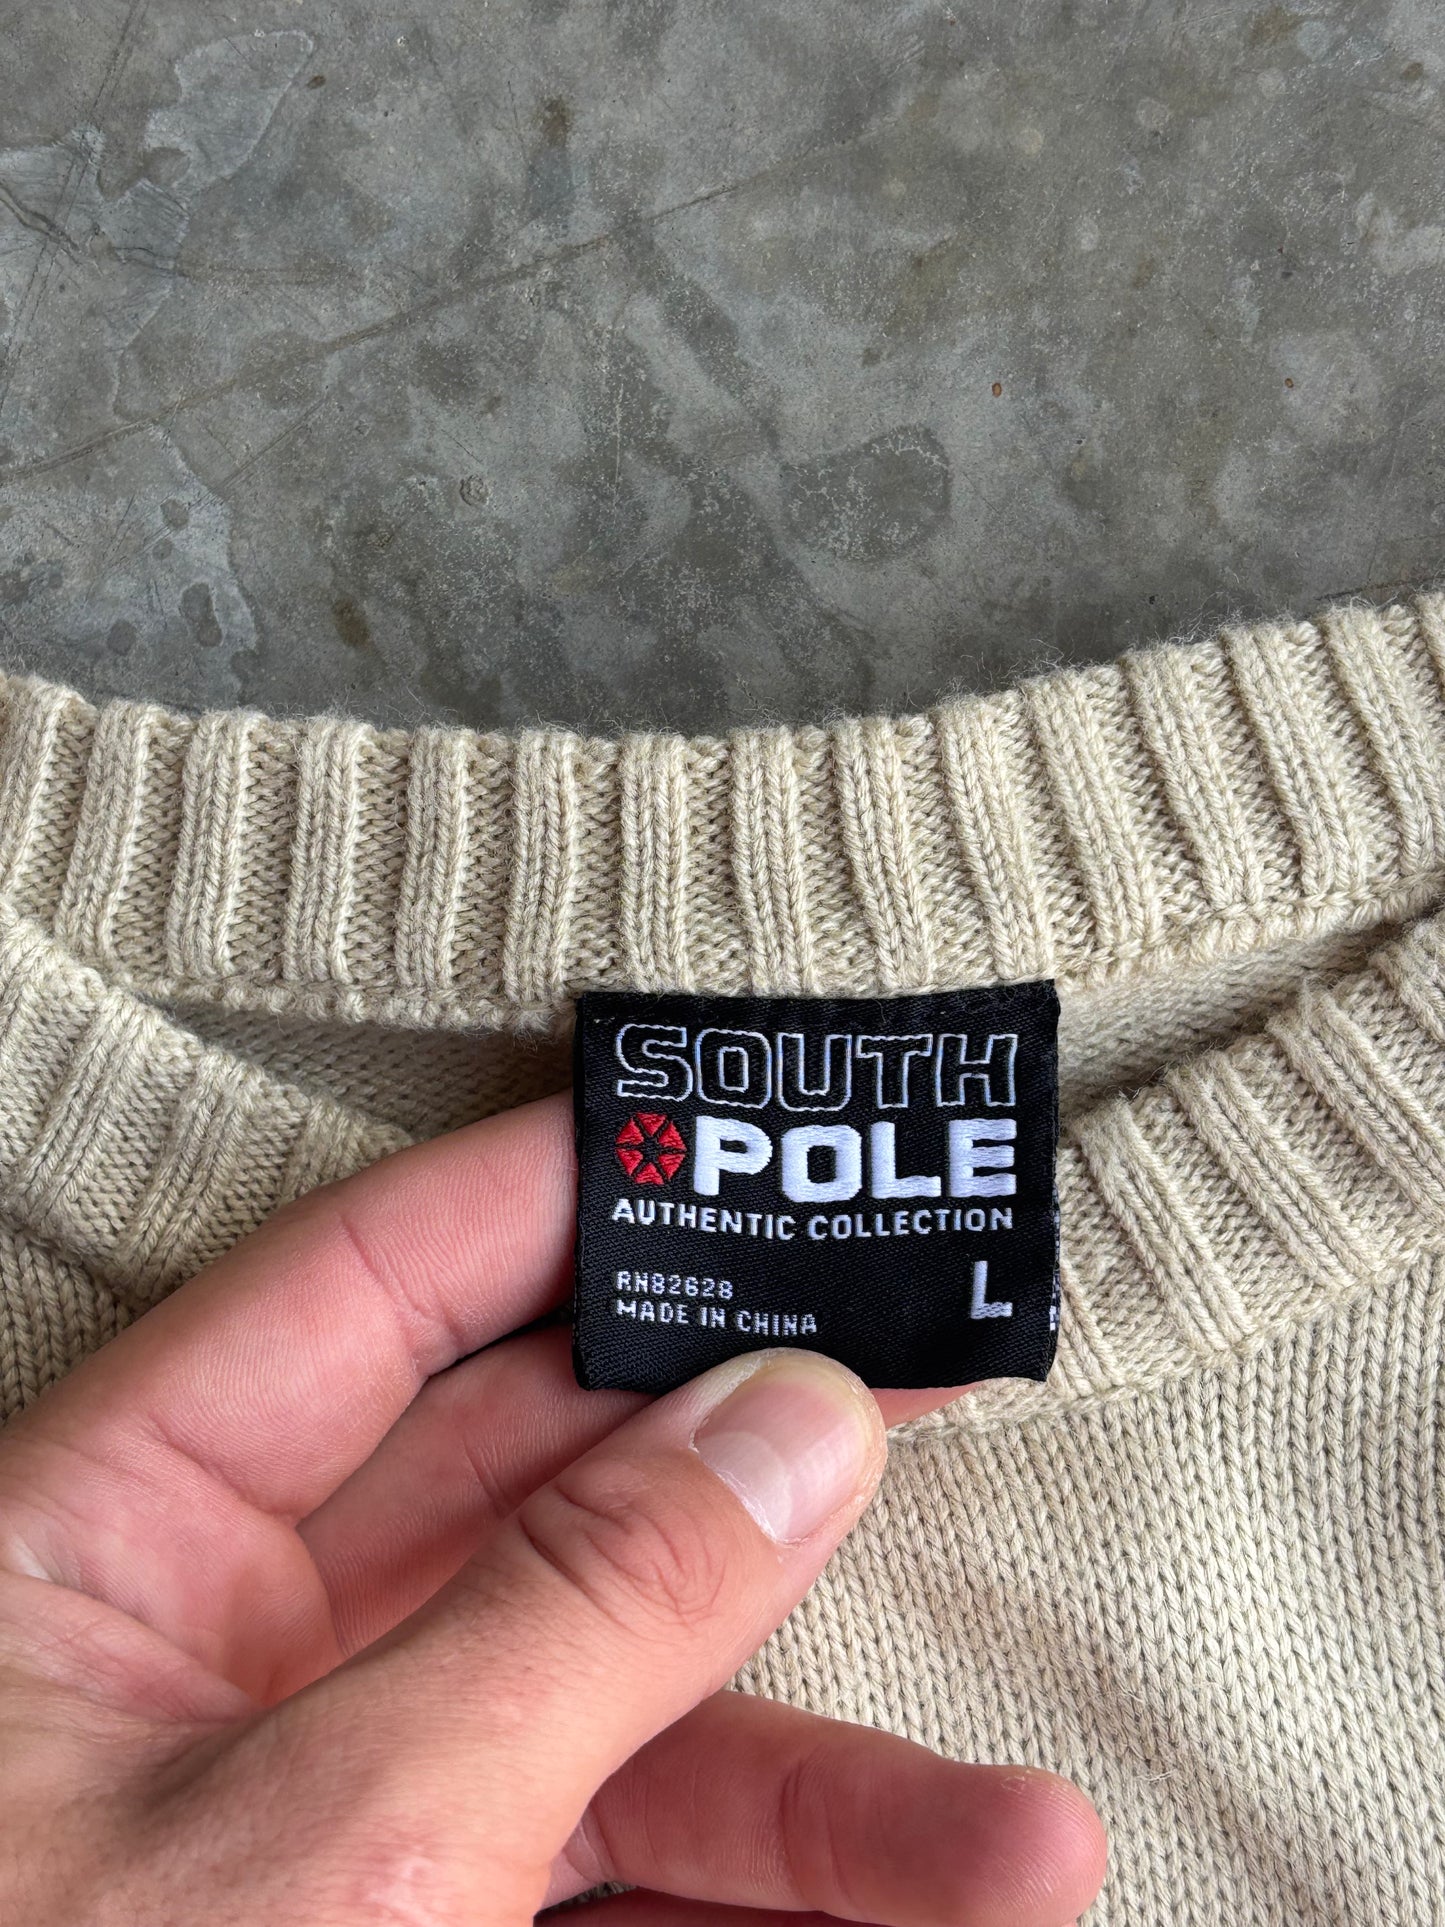 SOUTH
POLE
AUTHENTIC COLLECTION
L
RN82628
MADE IN CHINA